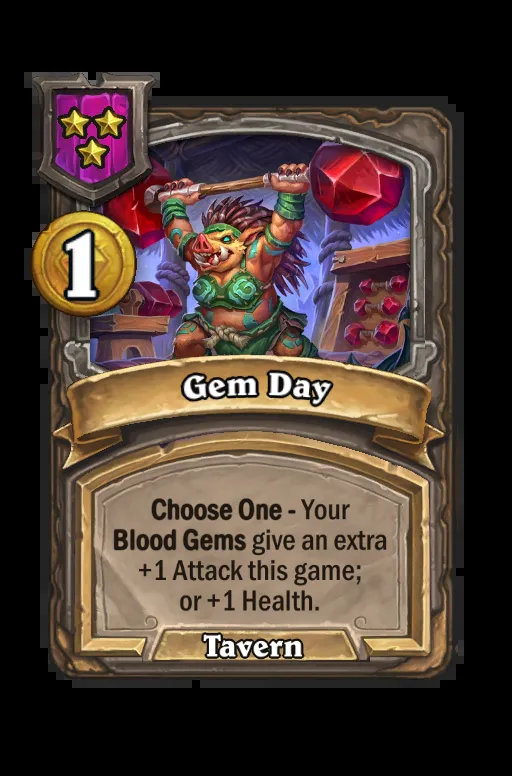 1
Gem Day
Choose One - Your
Blood Gems give an extra
+1 Attack this game;
or +1 Health.
Tavern